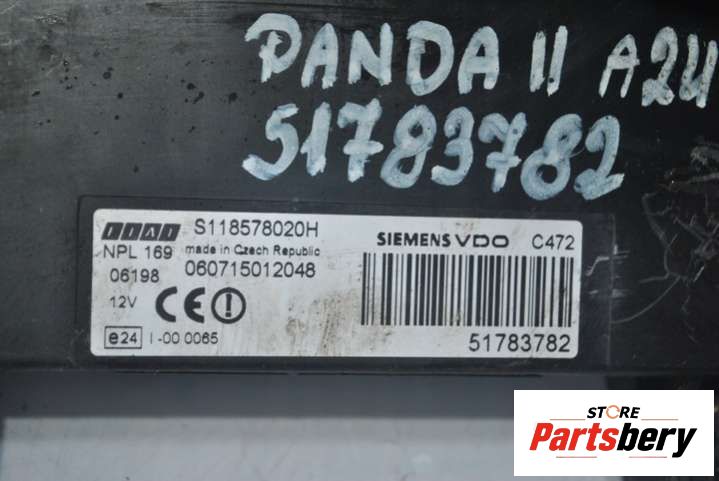 PANDA II A2U
51783782
FIAT S118578020H SIEMENS VDO C472
NPL 169 made in Czech Republic
06198 060715012048
12V CE
e24 I-00 0065 51783782
STORE
Partsbery